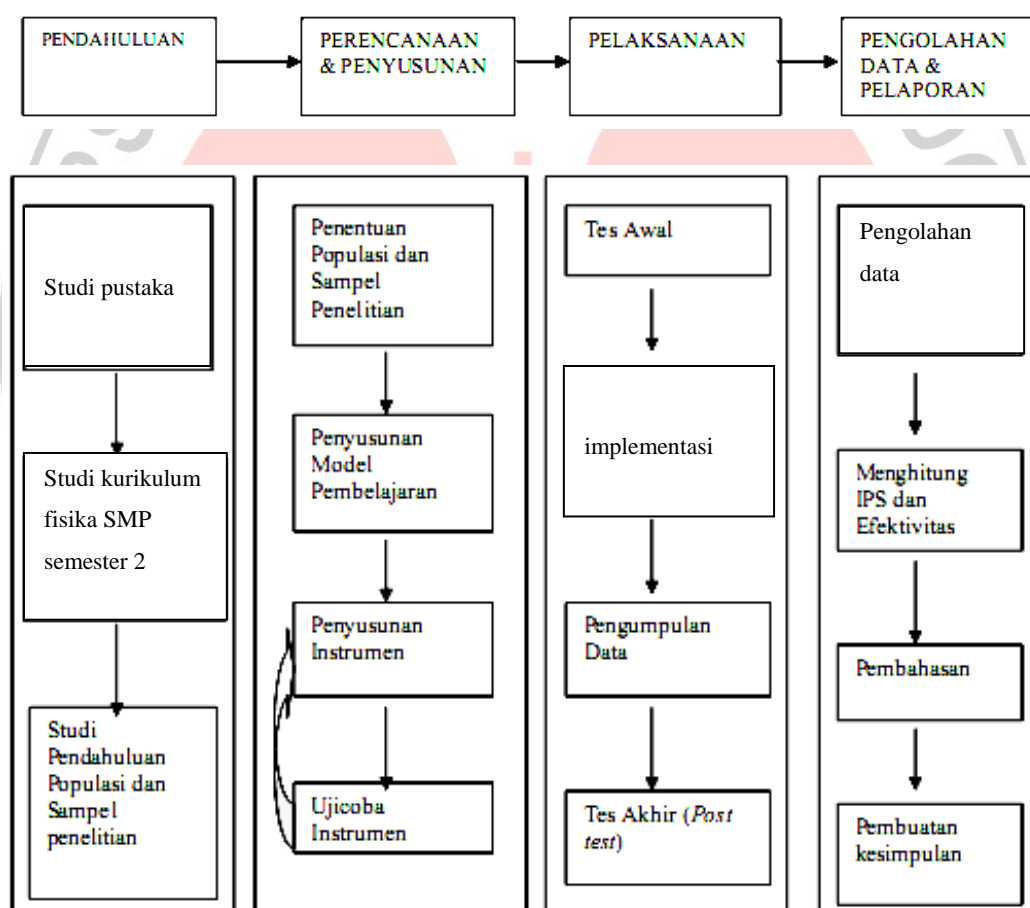 PENDAHULUAN
PERENCANAAN
& PENYUSUNAN
PELAKSANAAN
PENGOLAHAN
DATA &
PELAPORAN
Studi pustaka
Studi kurikulum
fisika SMP
semester 2
Studi
Pendahuluan
Populasi dan
Sampel
penelitian
Penentuan
Populasi dan
Sampel
Penelitian
Penyusunan
Model
Pembelajaran
Penyusunan
Instrumen
Ujicoba
Instrumen
Tes Awal
implementasi
Pengumpulan
Data
Tes Akhir (Post
test)
Pengolahan
data
Menghitung
IPS dan
Efektivitas
Pembahasan
Pembuatan
kesimpulan